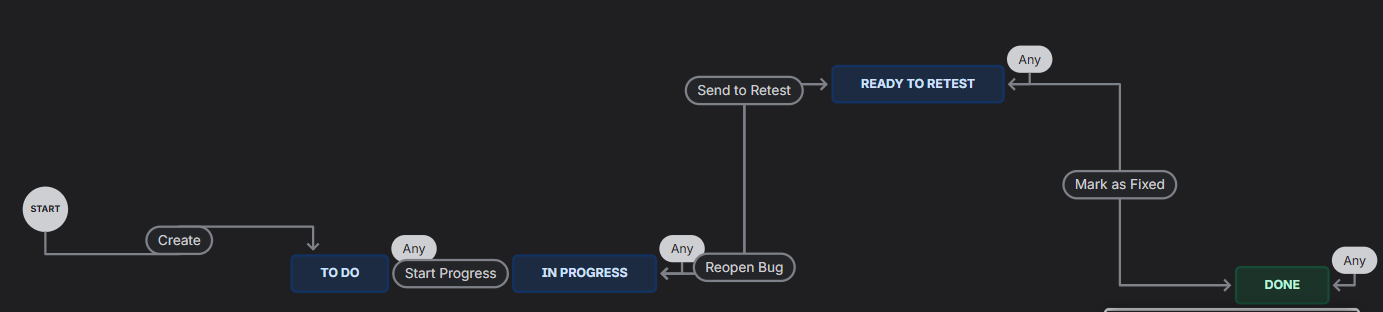 START
Create
TO DO
Any
Start Progress
IN PROGRESS
Any
Reopen Bug
Send to Retest
READY TO RETEST
Any
Mark as Fixed
DONE
Any